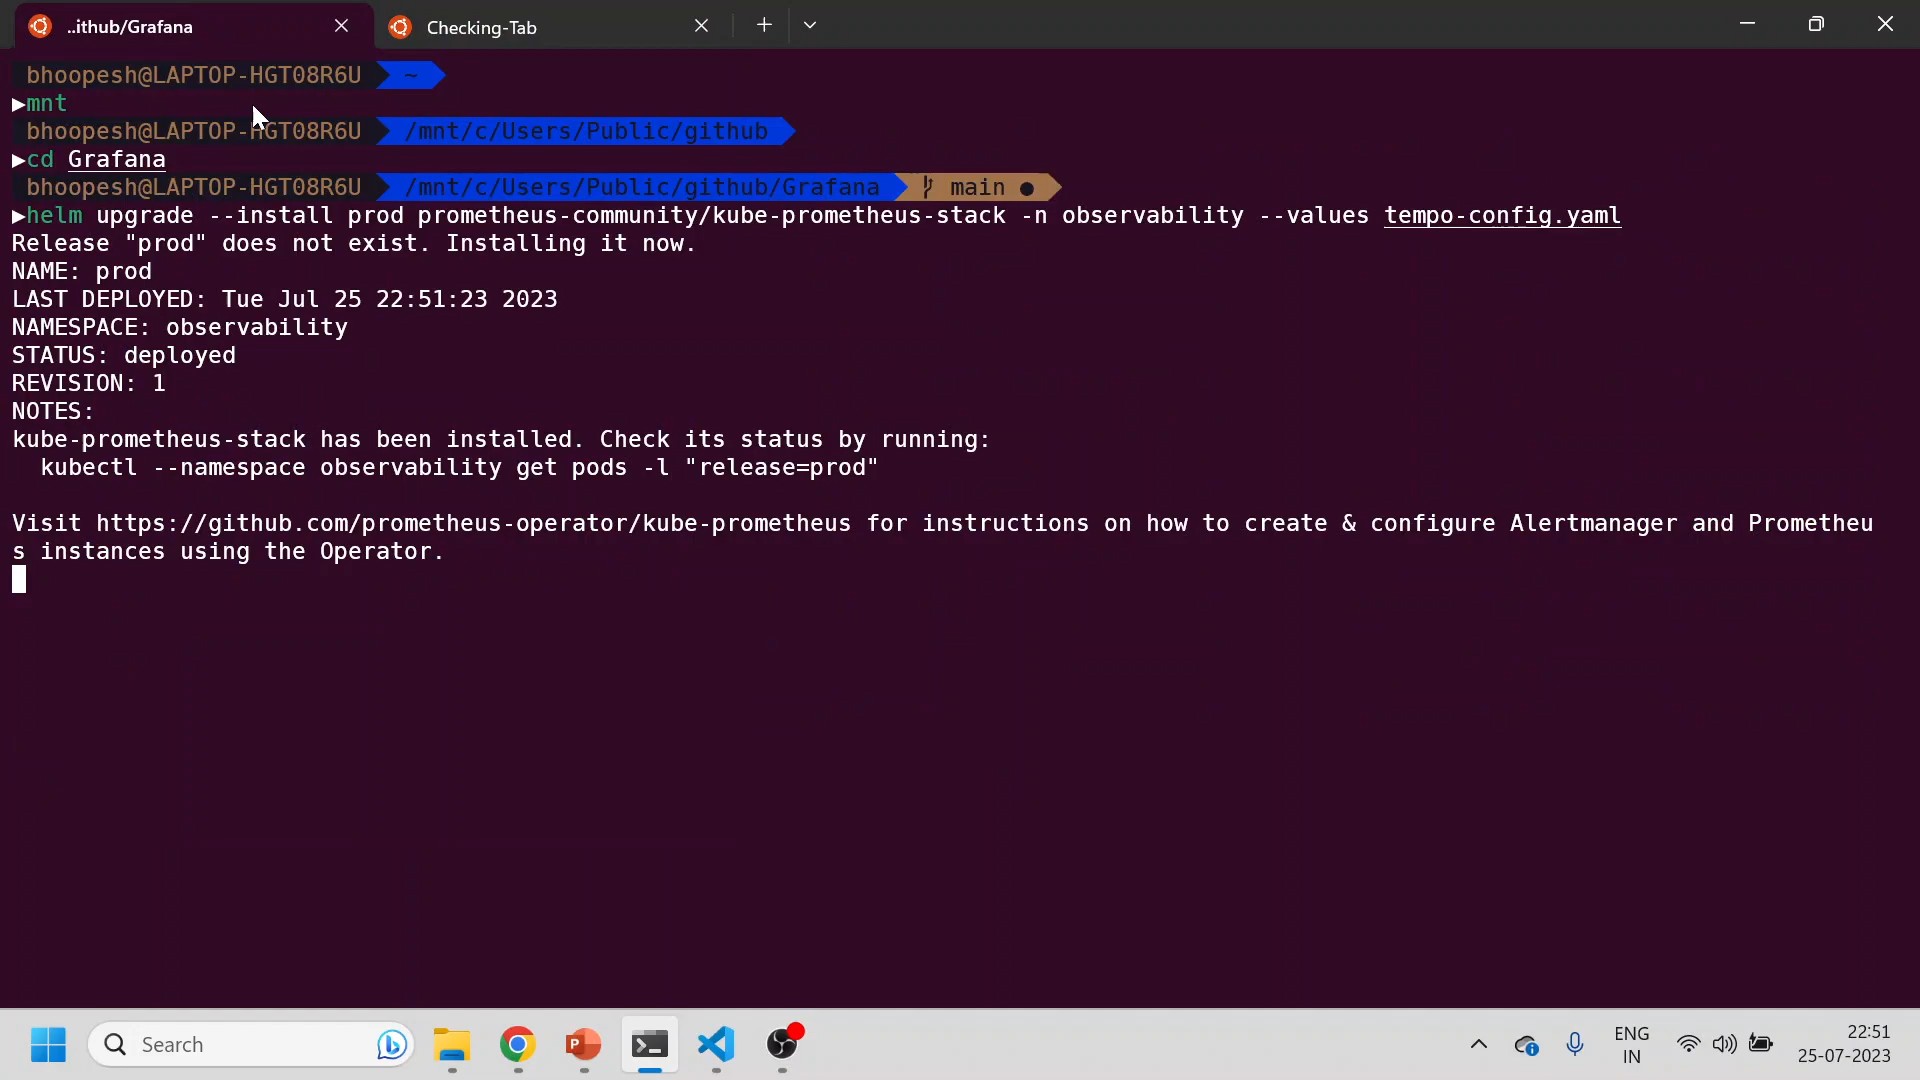 ..ithub/Grafana
Checking-Tab
bhoopesh@LAPTOP-HGT08R6U ~
▶mnt
bhoopesh@LAPTOP-HGT08R6U /mnt/c/Users/Public/github
▶cd Grafana
bhoopesh@LAPTOP-HGT08R6U /mnt/c/Users/Public/github/Grafana main ●
▶helm upgrade --install prod prometheus-community/kube-prometheus-stack -n observability --values tempo-config.yaml
Release "prod" does not exist. Installing it now.
NAME: prod
LAST DEPLOYED: Tue Jul 25 22:51:23 2023
NAMESPACE: observability
STATUS: deployed
REVISION: 1
NOTES:
kube-prometheus-stack has been installed. Check its status by running:
kubectl --namespace observability get pods -l "release=prod"
Visit https://github.com/prometheus-operator/kube-prometheus for instructions on how to create & configure Alertmanager and Prometheu
s instances using the Operator.
Search
ENG
IN
22:51
25-07-2023